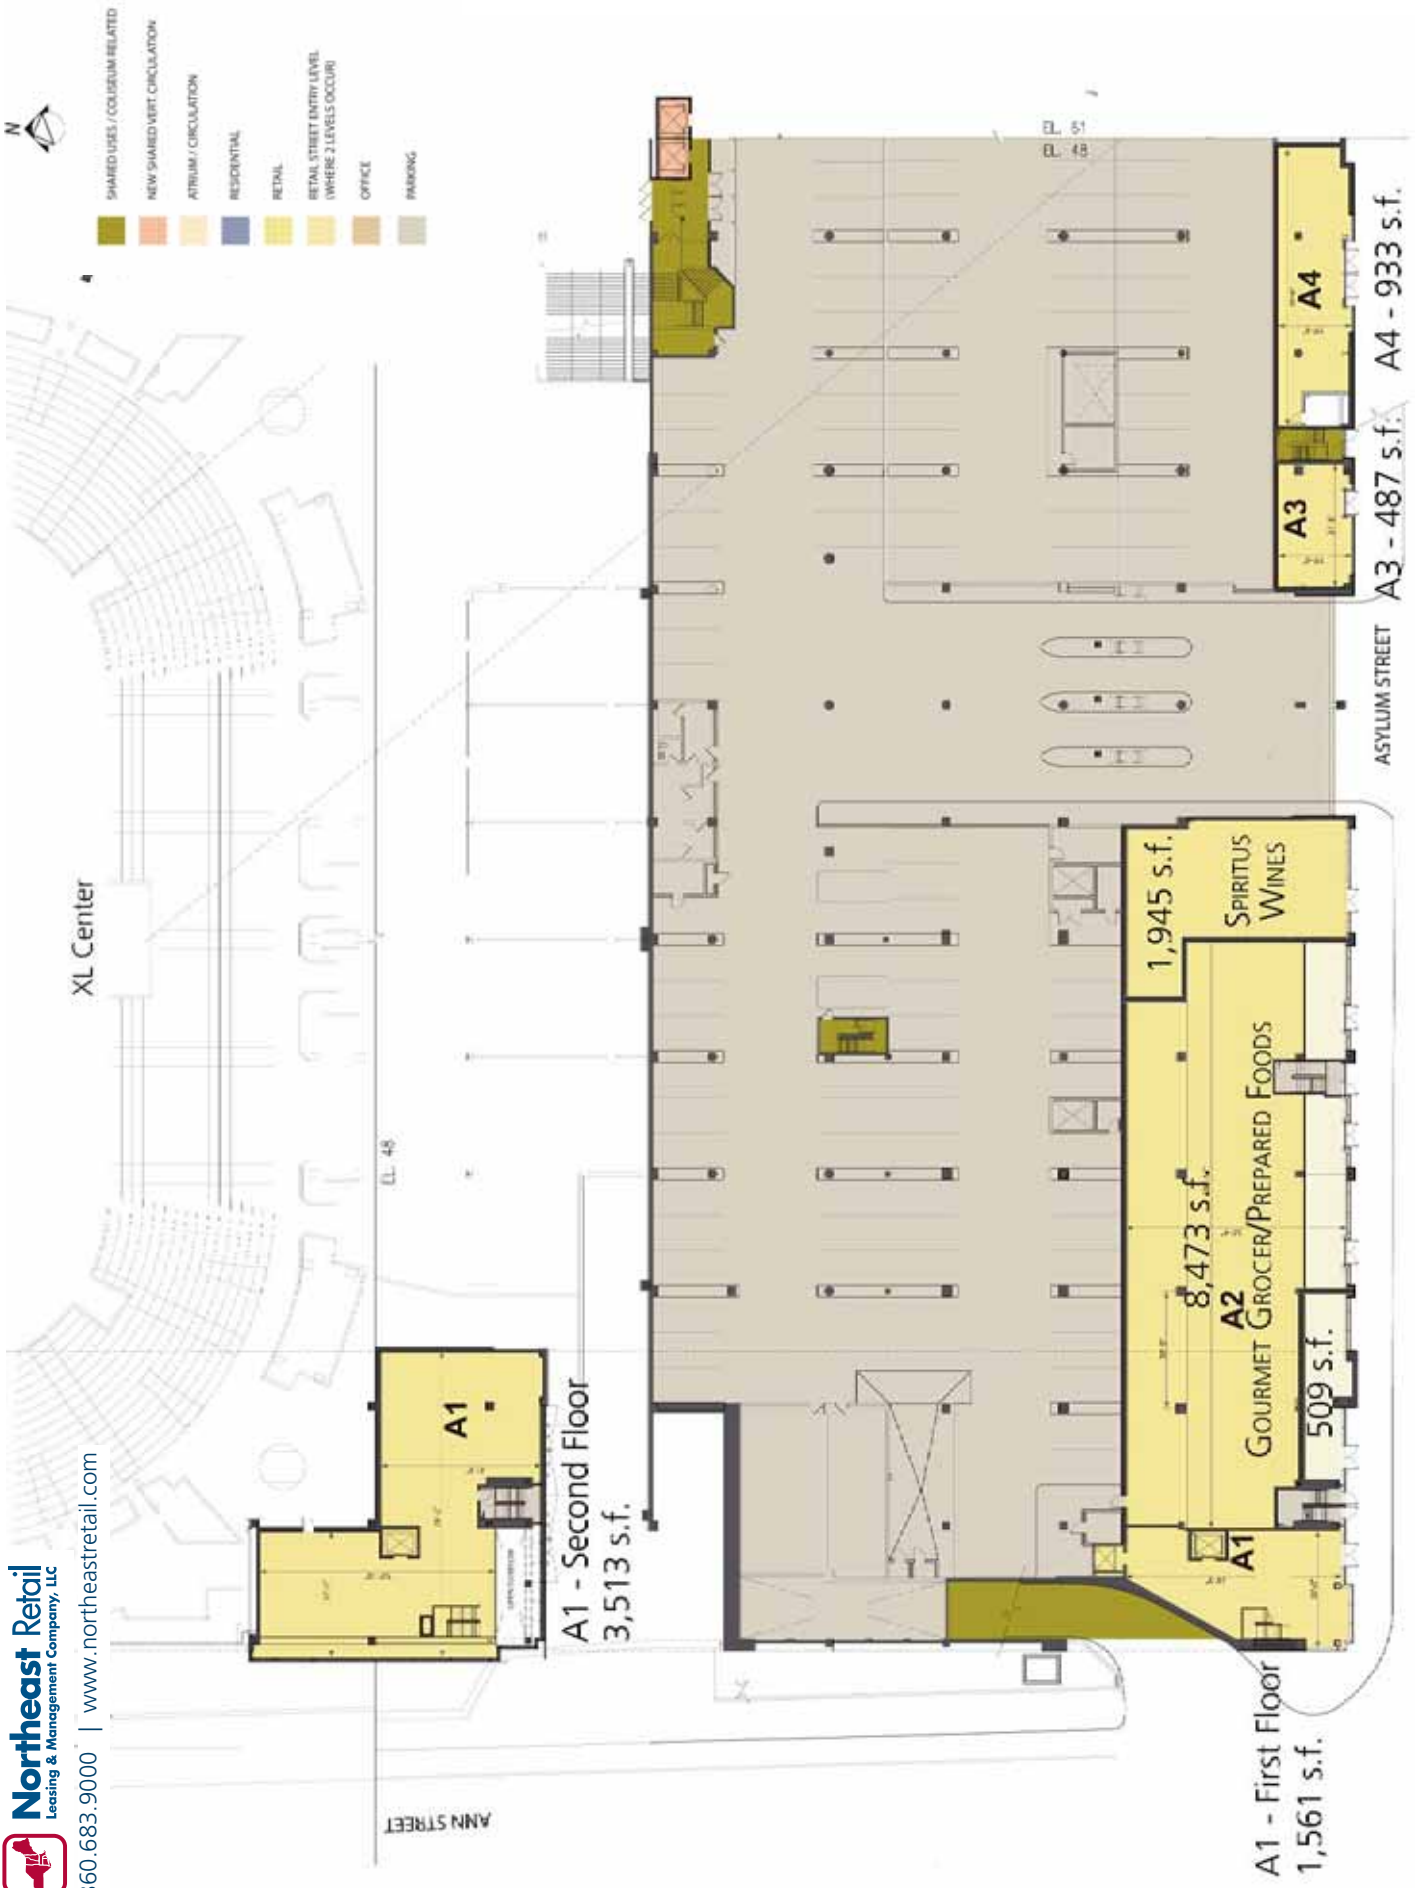 Northeast Retail
Leasing & Management Company, LLC
60.683.9000 | www.northeastretail.com
XL Center
N
SHARED USES / COLISEUM RELATED
NEW SHARED VERT. CIRCULATION
ATRIUM / CIRCULATION
RESIDENTIAL
RETAIL
RETAIL STREET ENTRY LEVEL
(WHERE 2 LEVELS OCCUR)
OFFICE
PARKING
ANN STREET
EL. 48
A1
A1 - Second Floor
3,513 s.f.
EL. 61
EL. 48
A1
A1 - First Floor
1,561 s.f.
8,473 s.f.
A2
GOURMET GROCER/PREPARED FOODS
509 s.f.
1,945 s.f.
SPIRITUS
WINES
ASYLUM STREET
A3
A3 - 487 s.f.
A4
A4 - 933 s.f.